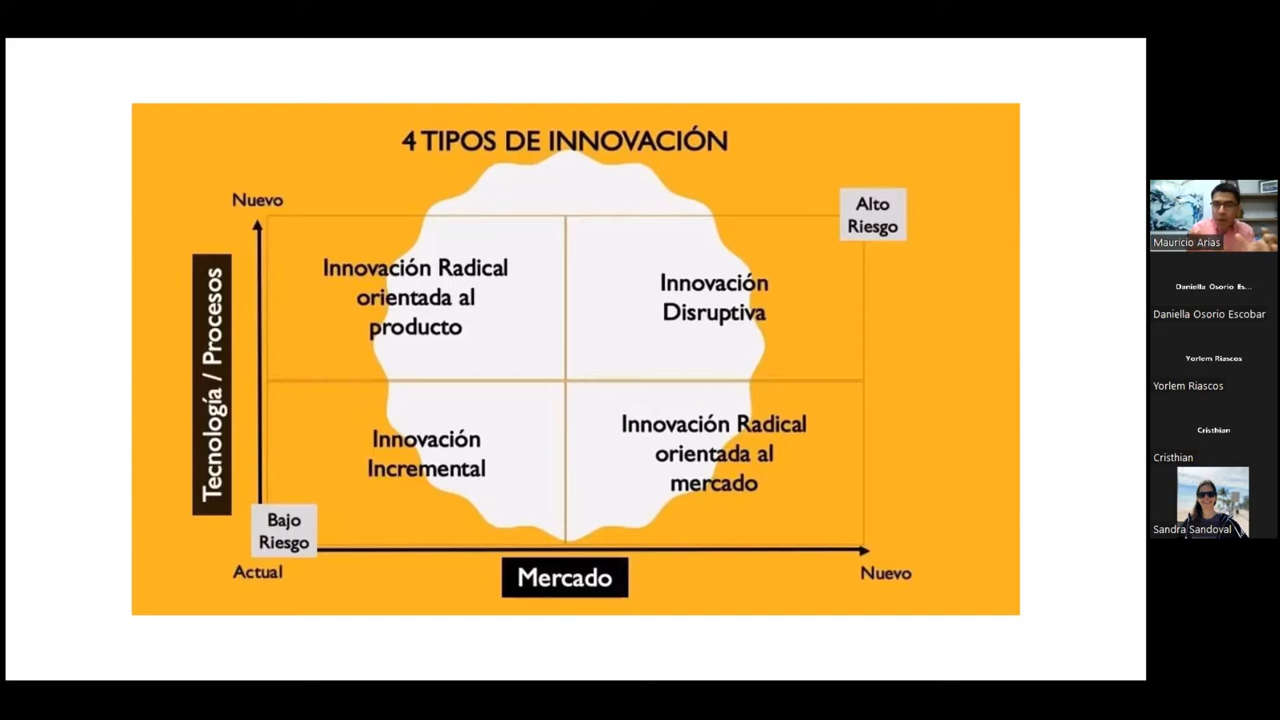 4 TIPOS DE INNOVACIÓN
Nuevo
Alto
Riesgo
Tecnología / Procesos
Innovación Radical
orientada al
producto
Innovación
Disruptiva
Innovación
Incremental
Innovación Radical
orientada al
mercado
Bajo
Riesgo
Actual
Mercado
Nuevo
Mauricio Arias
Daniella Osorio Es...
Daniella Osorio Escobar
Yorlem Riascos
Yorlem Riascos
Cristhian
Cristhian
Sandra Sandoval